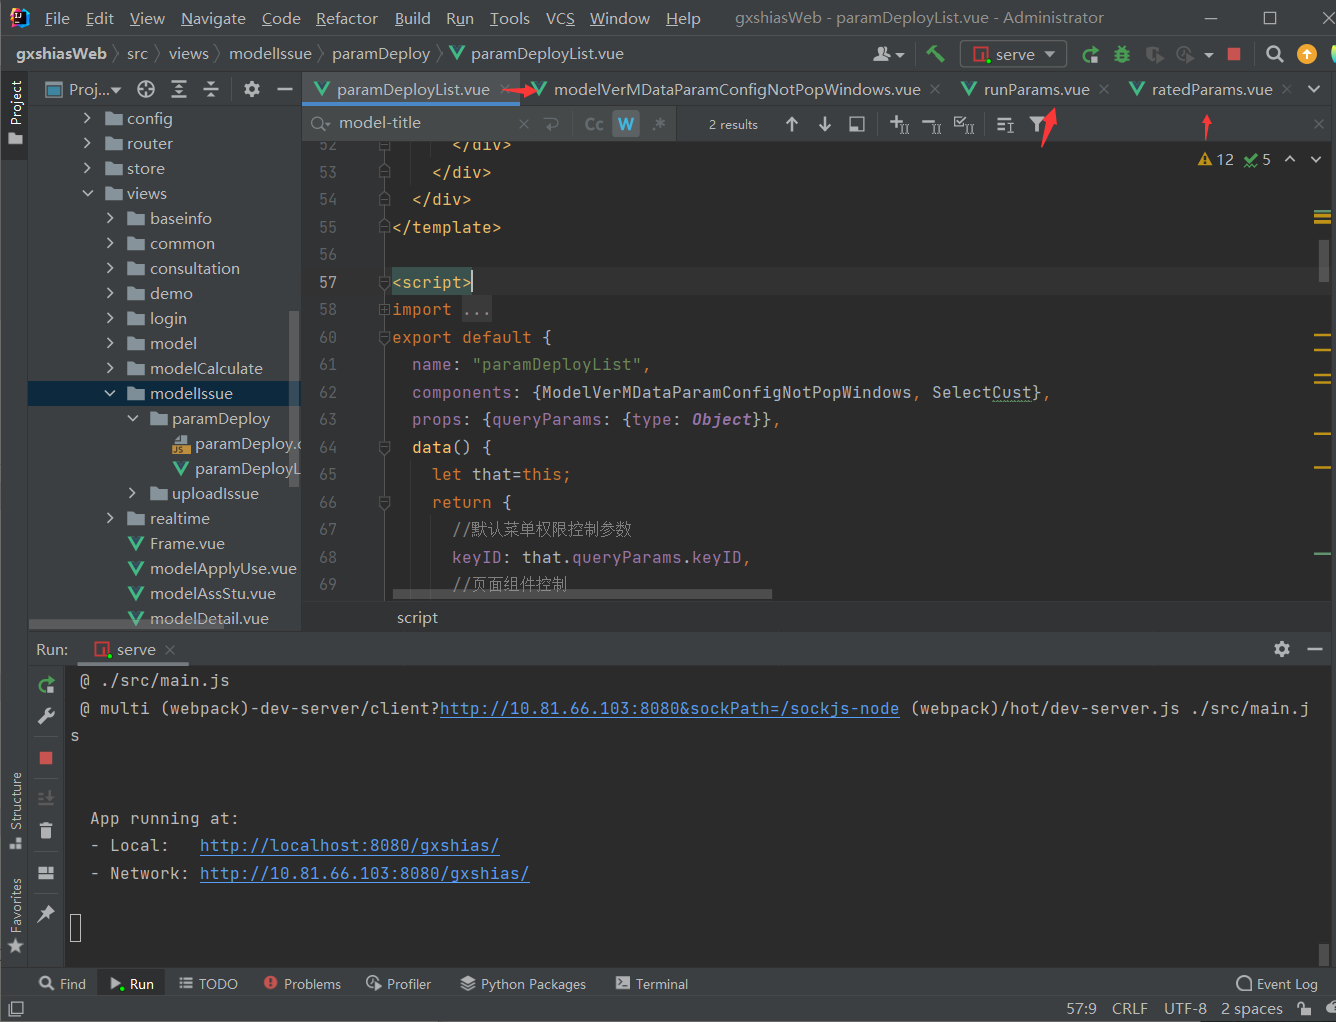 File Edit View Navigate Code Refactor Build Run Tools VCS Window Help gxshiasWeb - paramDeployList.vue - Administrator
gxshiasWeb src views modelIssue paramDeploy paramDeployList.vue serve
Project
Proj...
paramDeployList.vue modelVerMDataParamConfigNotPopWindows.vue runParams.vue ratedParams.vue
model-title Cc W .* 2 results
12 5
config
router
store
views
baseinfo
common
consultation
demo
login
model
modelCalculate
modelIssue
paramDeploy
paramDeploy.c
paramDeployL
uploadIssue
realtime
Frame.vue
modelApplyUse.vue
modelAssStu.vue
modelDetail.vue
52 </div>
53 </div>
54 </div>
55 </template>
56
57 <script>
58 import ...
60 export default {
61 name: "paramDeployList",
62 components: {ModelVerMDataParamConfigNotPopWindows, SelectCust},
63 props: {queryParams: {type: Object}},
64 data() {
65 let that=this;
66 return {
67 //默认菜单权限控制参数
68 keyID: that.queryParams.keyID,
69 //页面组件控制
script
Run: serve
@ ./src/main.js
@ multi (webpack)-dev-server/client?http://10.81.66.103:8080&sockPath=/sockjs-node (webpack)/hot/dev-server.js ./src/main.j
s
App running at:
- Local: http://localhost:8080/gxshias/
- Network: http://10.81.66.103:8080/gxshias/
Structure
Favorites
Find Run TODO Problems Profiler Python Packages Terminal Event Log
57:9 CRLF UTF-8 2 spaces